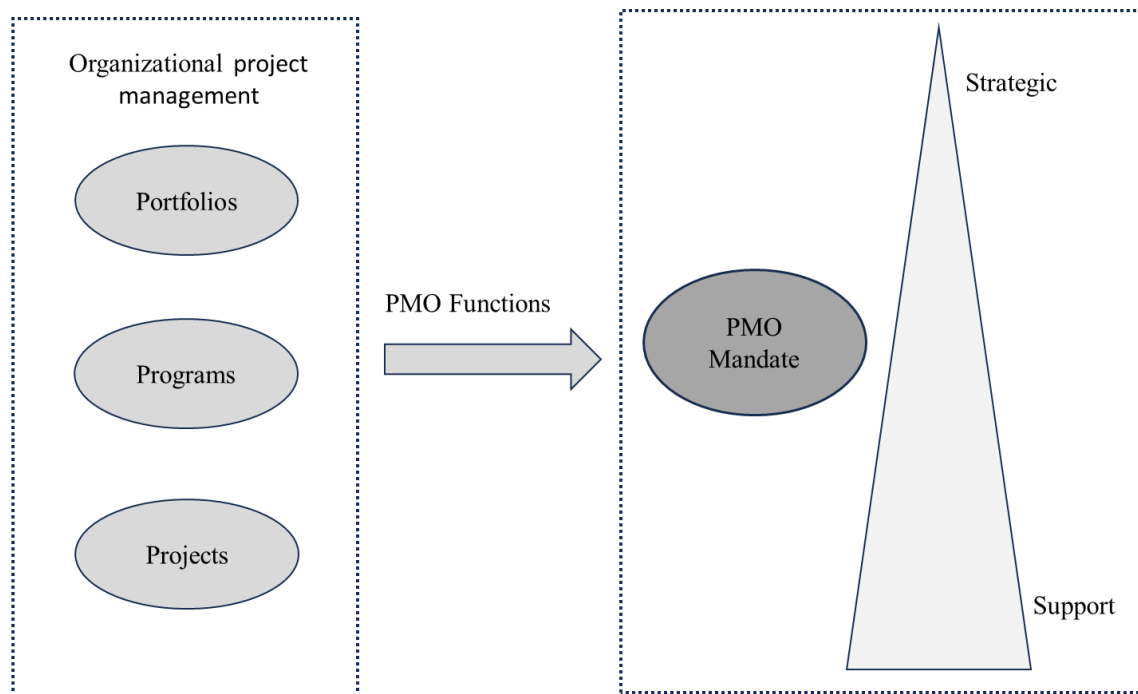 Organizational project
management
Portfolios
Programs
Projects
PMO Functions
PMO
Mandate
Strategic
Support